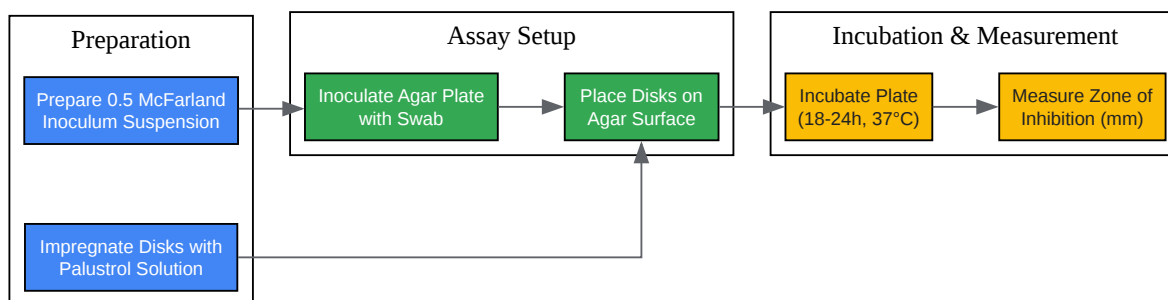 Preparation
Prepare 0.5 McFarland
Inoculum Suspension
Impregnate Disks with
Palustrol Solution
Assay Setup
Inoculate Agar Plate
with Swab
Place Disks on
Agar Surface
Incubation & Measurement
Incubate Plate
(18-24h, 37°C)
Measure Zone of
Inhibition (mm)